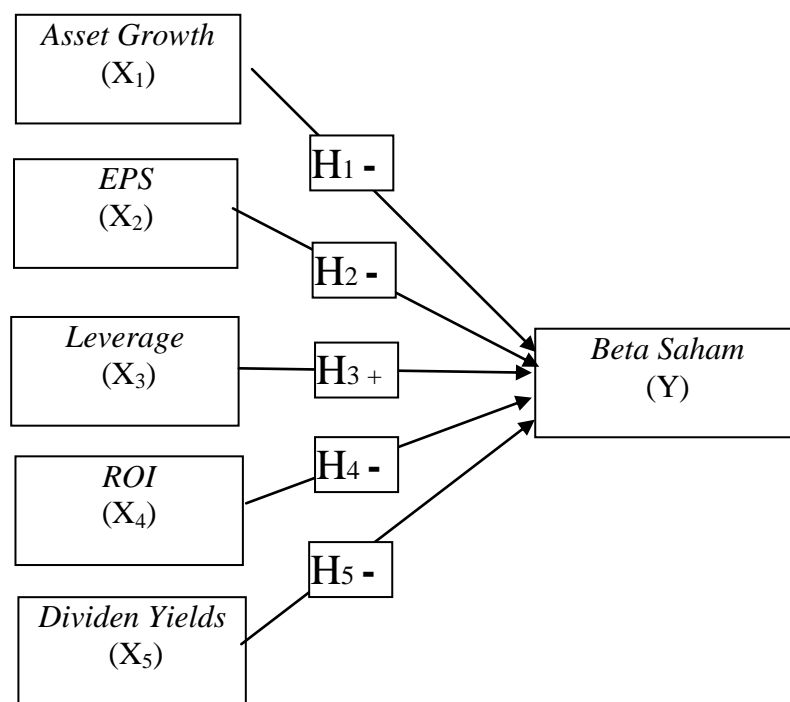 Asset Growth
(X₁)
H1 -
EPS
(X₂)
H2 -
Leverage
(X₃)
H3 +
Beta Saham
(Y)
ROI
(X₄)
H4 -
Dividen Yields
(X₅)
H5 -